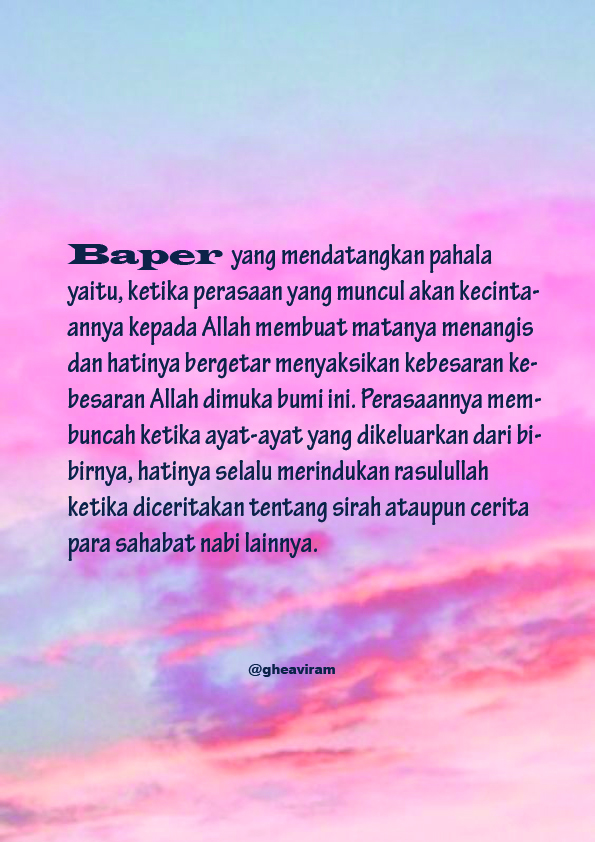 Baper yang mendatangkan pahala
yaitu, ketika perasaan yang muncul akan kecinta-
annya kepada Allah membuat matanya menangis
dan hatinya bergetar menyaksikan kebesaran ke-
besaran Allah dimuka bumi ini. Perasaannya mem-
buncah ketika ayat-ayat yang dikeluarkan dari bi-
birnya, hatinya selalu merindukan rasulullah
ketika diceritakan tentang sirah ataupun cerita
para sahabat nabi lainnya.
@gheaviram